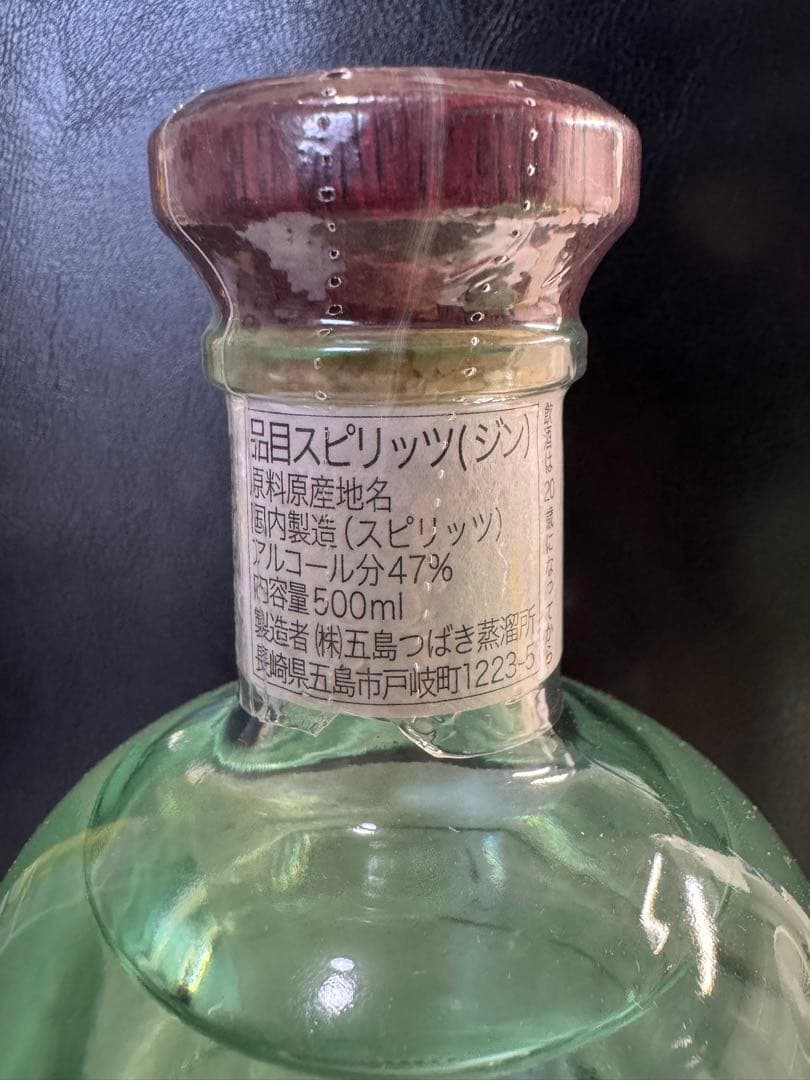 品目スピリッツ(ジン)
原料原産地名
国内製造(スピリッツ)
アルコール分47%
内容量500ml
製造者(株)五島つばき蒸溜所
長崎県五島市戸岐町1223-5
飲酒は20歳になってから